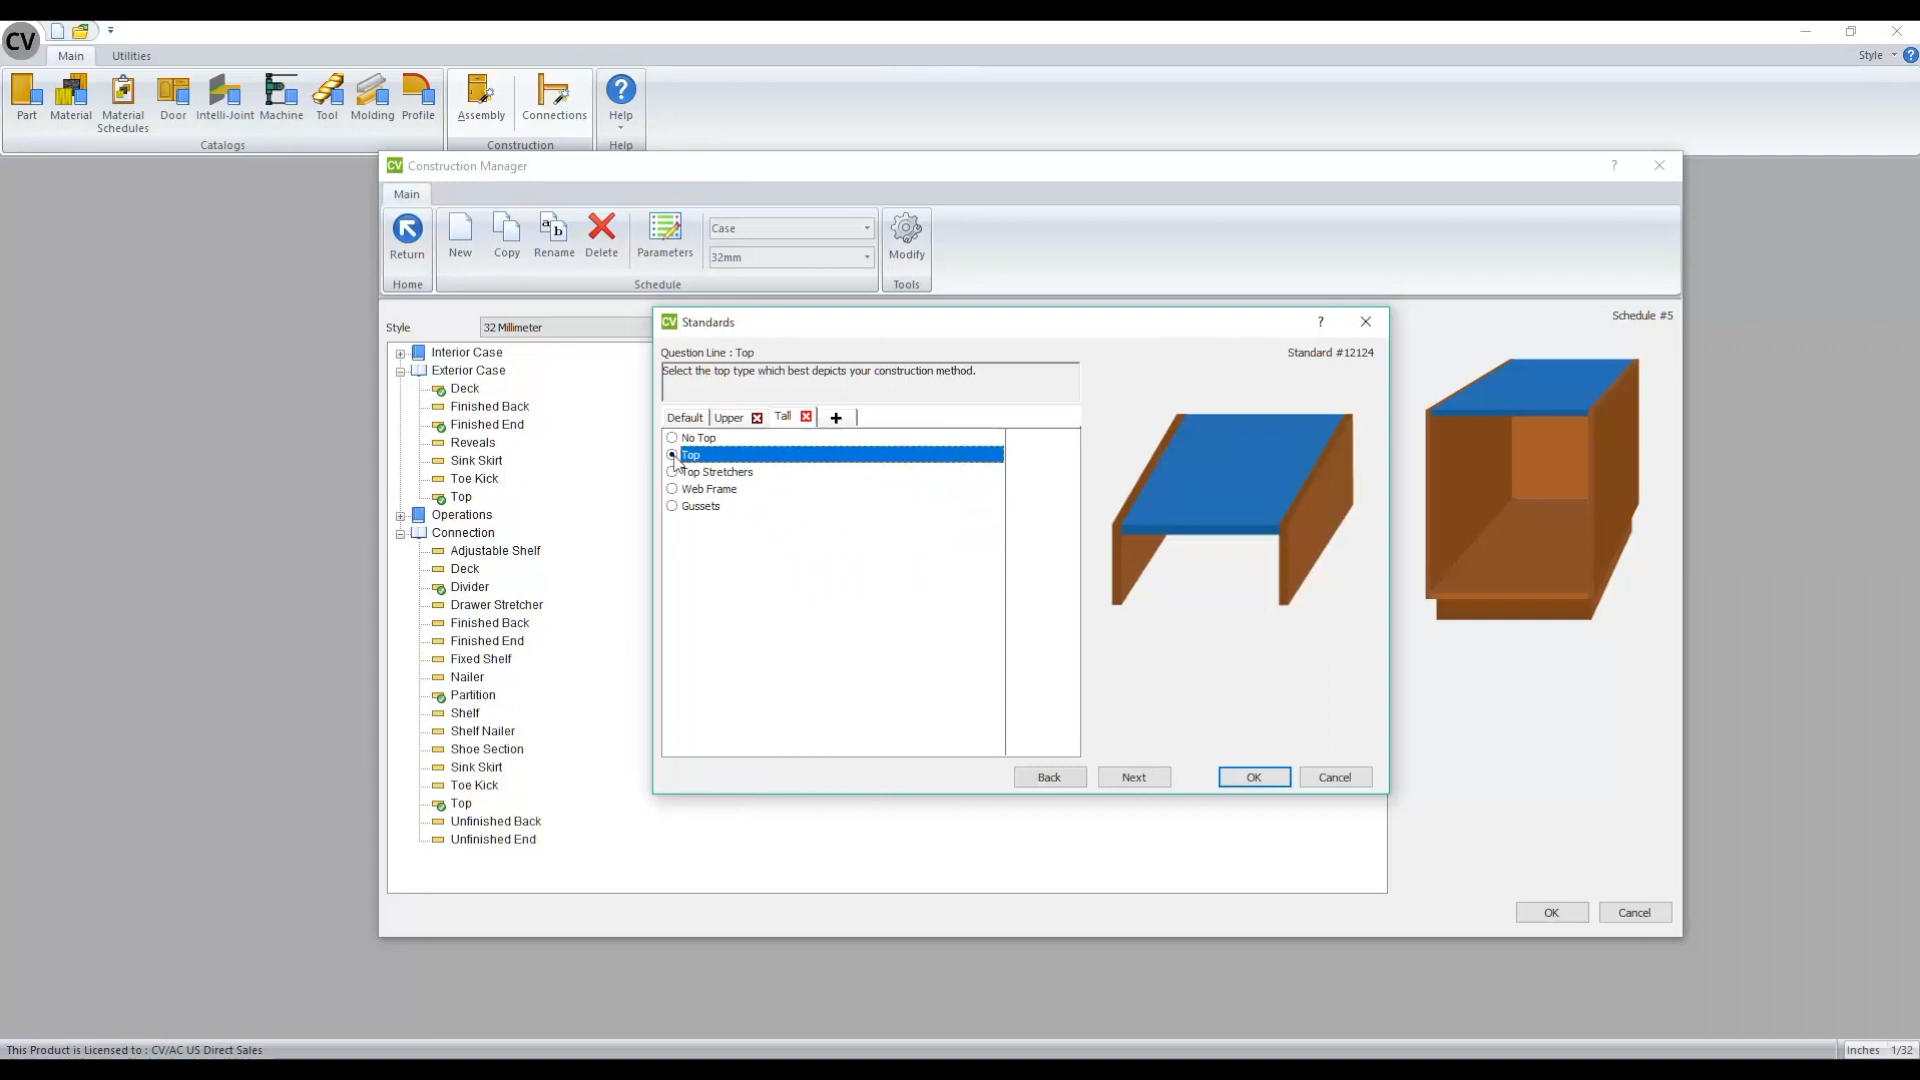 CV
Main
Utilities
Style
?
Part
Material
Material
Schedules
Door
Intelli-Joint
Machine
Tool
Molding
Profile
Catalogs
Assembly
Connections
Construction
Help
Help
CV Construction Manager
?
Main
Return
Home
New
Copy
Rename
Delete
Parameters
Case
32mm
Schedule
Modify
Tools
Style
32 Millimeter
Schedule #5
Interior Case
Exterior Case
Deck
Finished Back
Finished End
Reveals
Sink Skirt
Toe Kick
Top
Operations
Connection
Adjustable Shelf
Deck
Divider
Drawer Stretcher
Finished Back
Finished End
Fixed Shelf
Nailer
Partition
Shelf
Shelf Nailer
Shoe Section
Sink Skirt
Toe Kick
Top
Unfinished Back
Unfinished End
CV Standards
?
Question Line : Top
Standard #12124
Select the top type which best depicts your construction method.
Default
Upper
Tall
No Top
Top
Top Stretchers
Web Frame
Gussets
Back
Next
OK
Cancel
OK
Cancel
This Product is Licensed to : CV/AC US Direct Sales
Inches 1/32